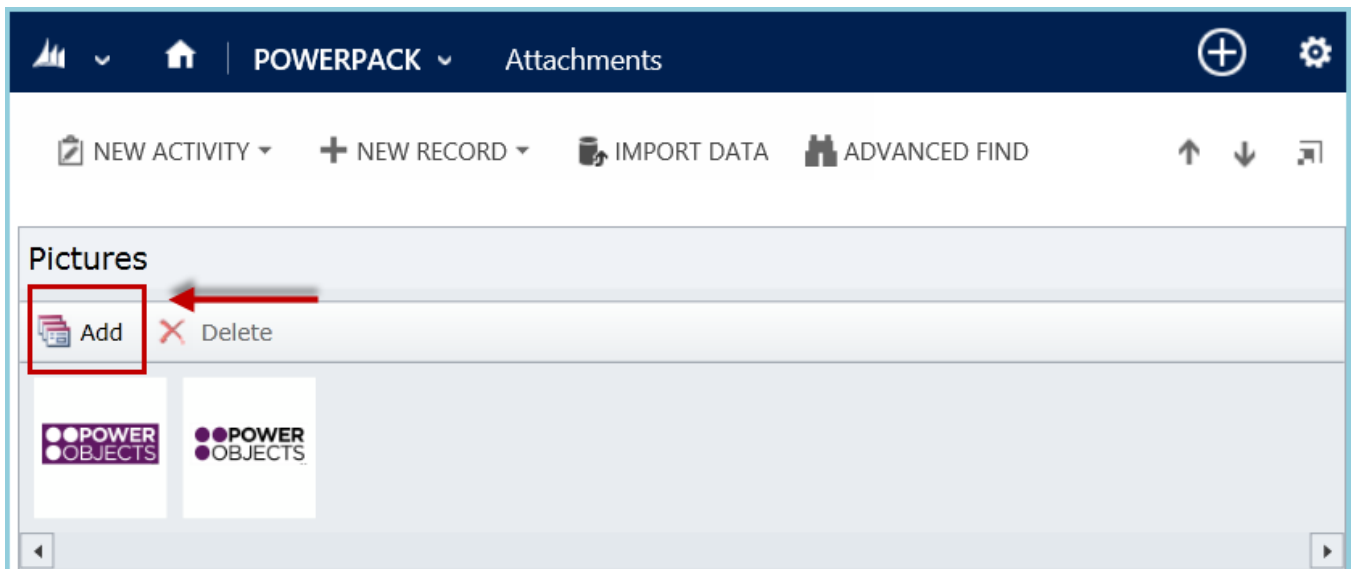 POWERPACK Attachments
NEW ACTIVITY NEW RECORD IMPORT DATA ADVANCED FIND
Pictures
Add Delete
POWER
OBJECTS
POWER
OBJECTS